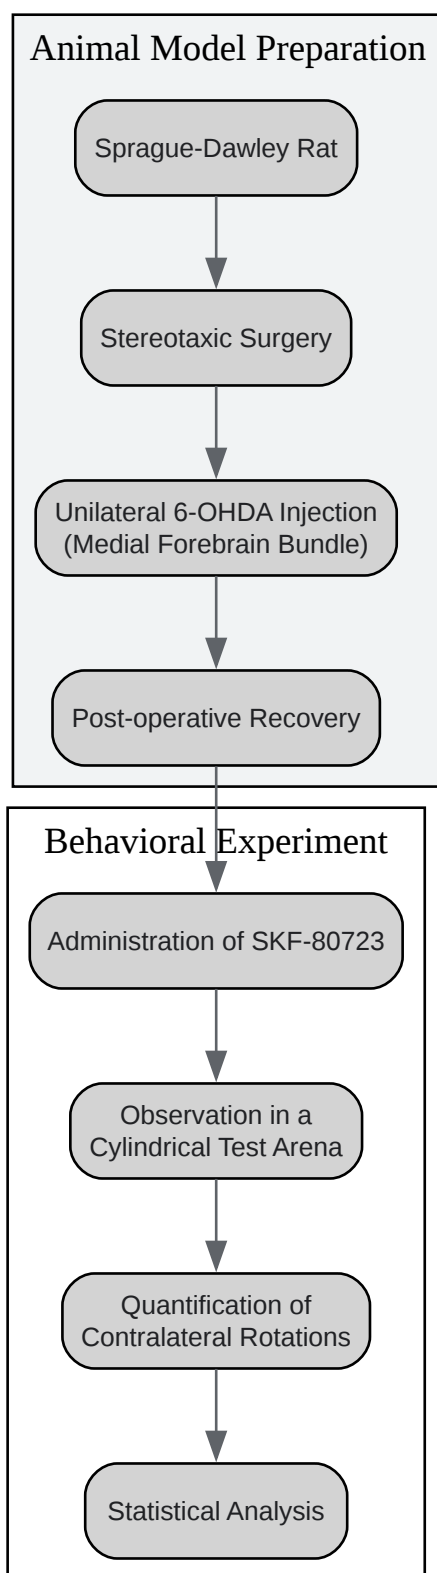 Animal Model Preparation
Sprague-Dawley Rat
Stereotaxic Surgery
Unilateral 6-OHDA Injection
(Medial Forebrain Bundle)
Post-operative Recovery
Behavioral Experiment
Administration of SKF-80723
Observation in a
Cylindrical Test Arena
Quantification of
Contralateral Rotations
Statistical Analysis